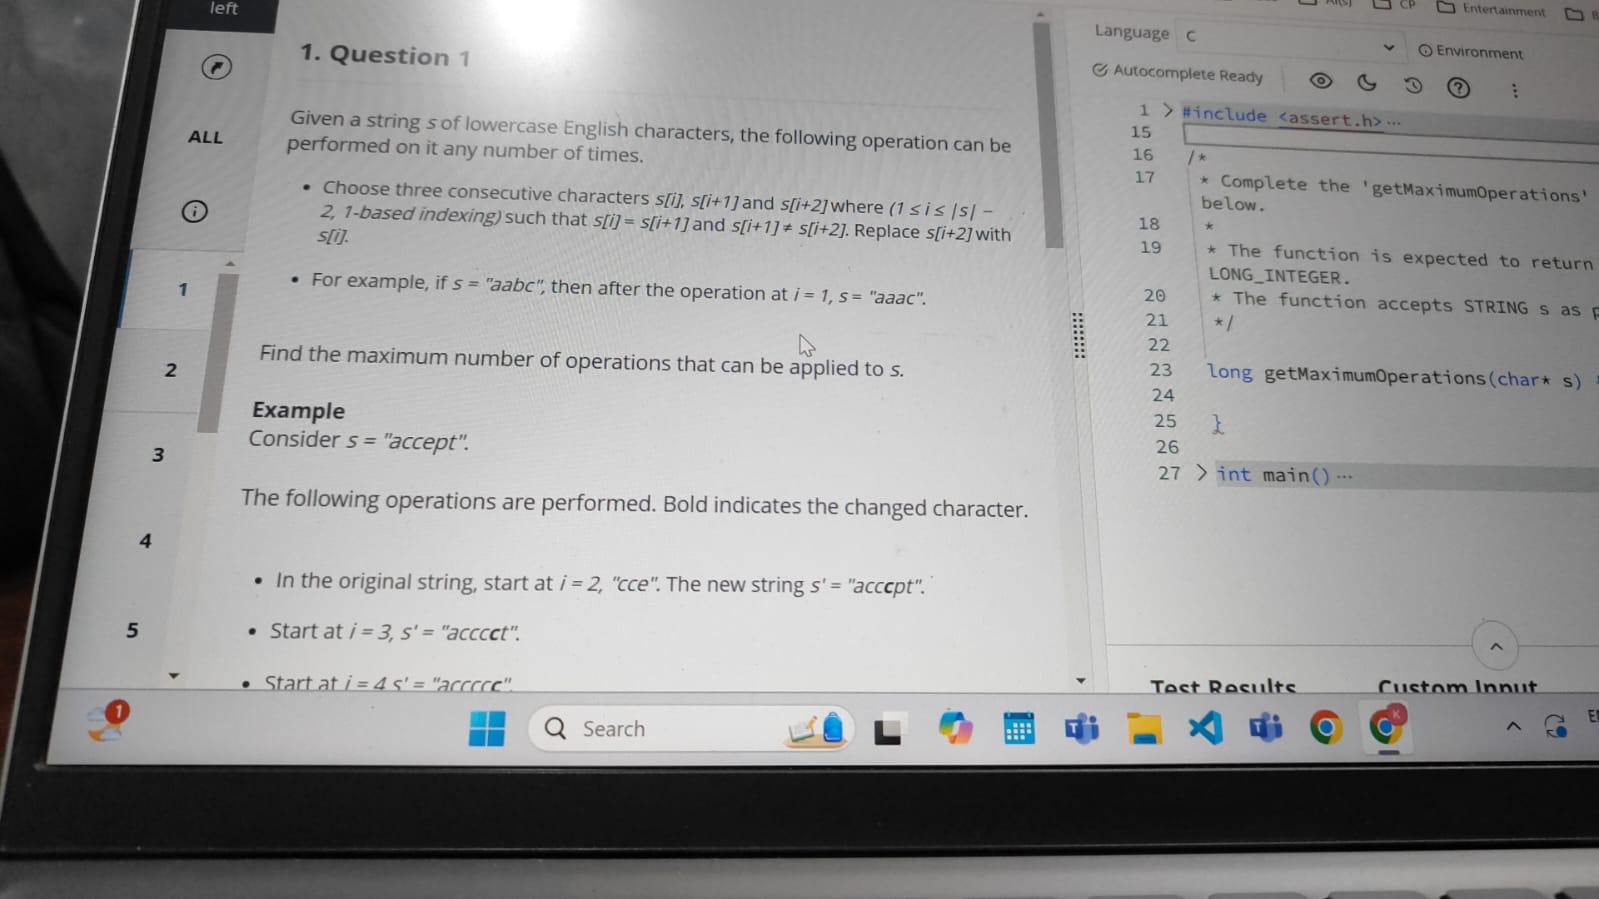 left
ALL
1
2
3
4
5
1. Question 1
Given a string s of lowercase English characters, the following operation can be
performed on it any number of times.
• Choose three consecutive characters s[i], s[i+1] and s[i+2] where (1 ≤ i ≤ |s| −
2, 1-based indexing) such that s[i] = s[i+1] and s[i+1] ≠ s[i+2]. Replace s[i+2] with
s[i].
• For example, if s = "aabc", then after the operation at i = 1, s = "aaac".
Find the maximum number of operations that can be applied to s.
Example
Consider s = "accept".
The following operations are performed. Bold indicates the changed character.
• In the original string, start at i = 2, "cce". The new string s' = "acccpt".
• Start at i = 3, s' = "acccct".
• Start at i = 4 s' = "accccc".
CP
Entertainment
Language C
Environment
Autocomplete Ready
1 > #include <assert.h>...
15
16 /*
17 * Complete the 'getMaximumOperations'
below.
18 *
19 * The function is expected to return
LONG_INTEGER.
20 * The function accepts STRING s as
21 */
22
23 long getMaximumOperations(char* s)
24
25 }
26
27 > int main()...
Test Results Custom Input
1
Search
K